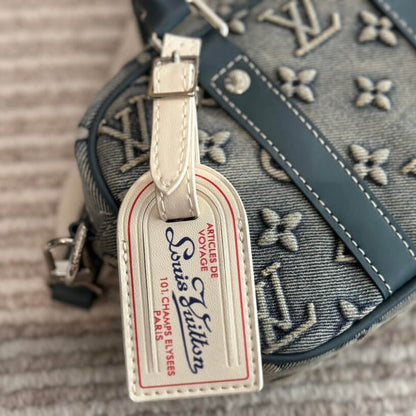 ARTICLES DE
VOYAGE
Louis Vuitton
101, CHAMPS ELYSEES
PARIS